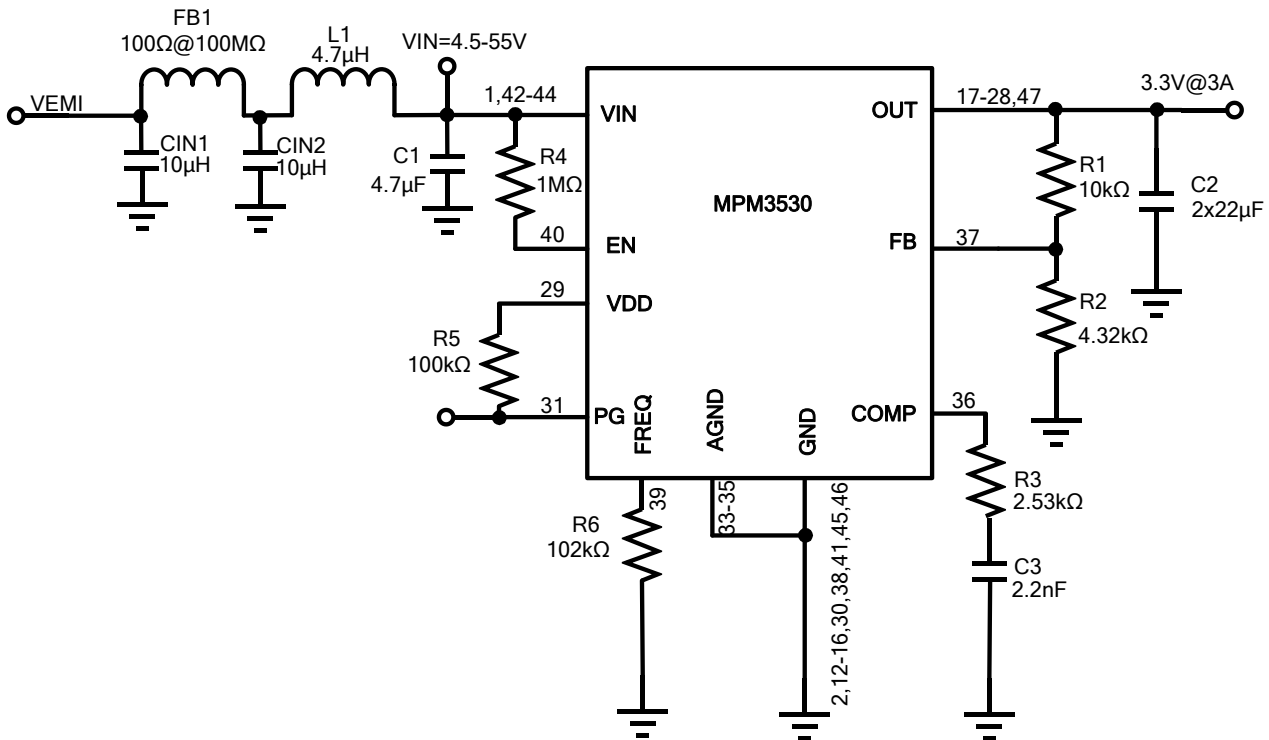 FB1
100Ω@100MΩ
L1
4.7µH
VIN=4.5-55V
VEMI
1,42-44
VIN
OUT
17-28,47
3.3V@3A
CIN1
10µH
CIN2
10µH
C1
4.7µF
R4
1MΩ
R1
10kΩ
C2
2x22µF
MPM3530
40
EN
FB
37
29
VDD
R2
4.32kΩ
R5
100kΩ
31
PG
FREQ
AGND
GND
COMP
36
39
33-35
2,12-16,30,38,41,45,46
R3
2.53kΩ
R6
102kΩ
C3
2.2nF